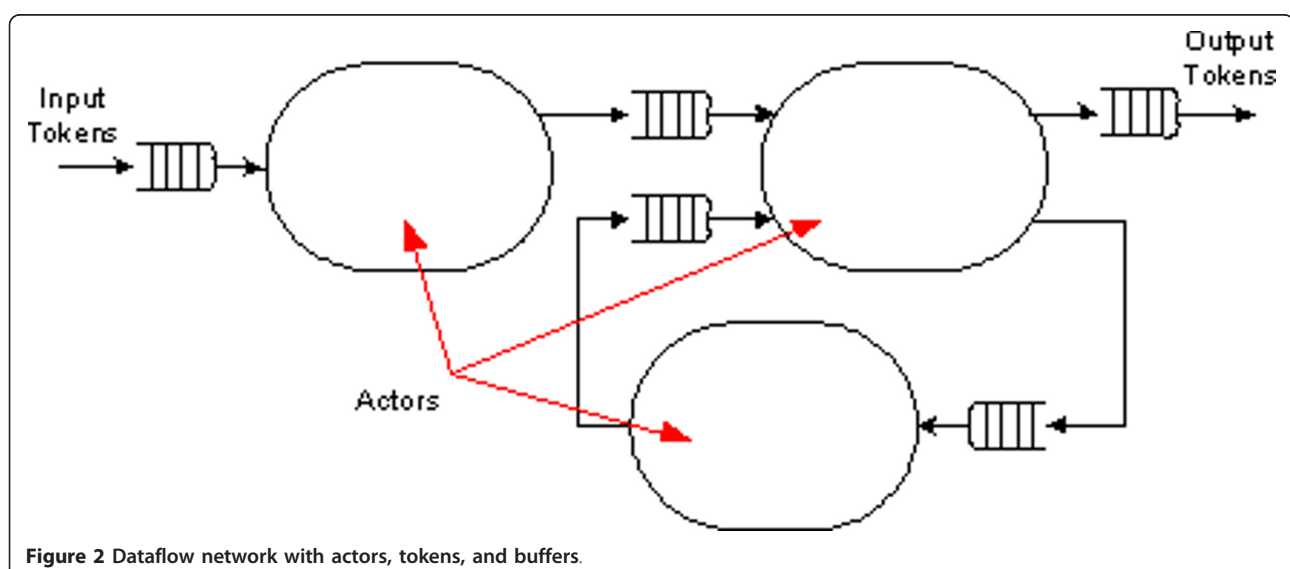 Input
Tokens
Output
Tokens
Actors
Figure 2 Dataflow network with actors, tokens, and buffers.